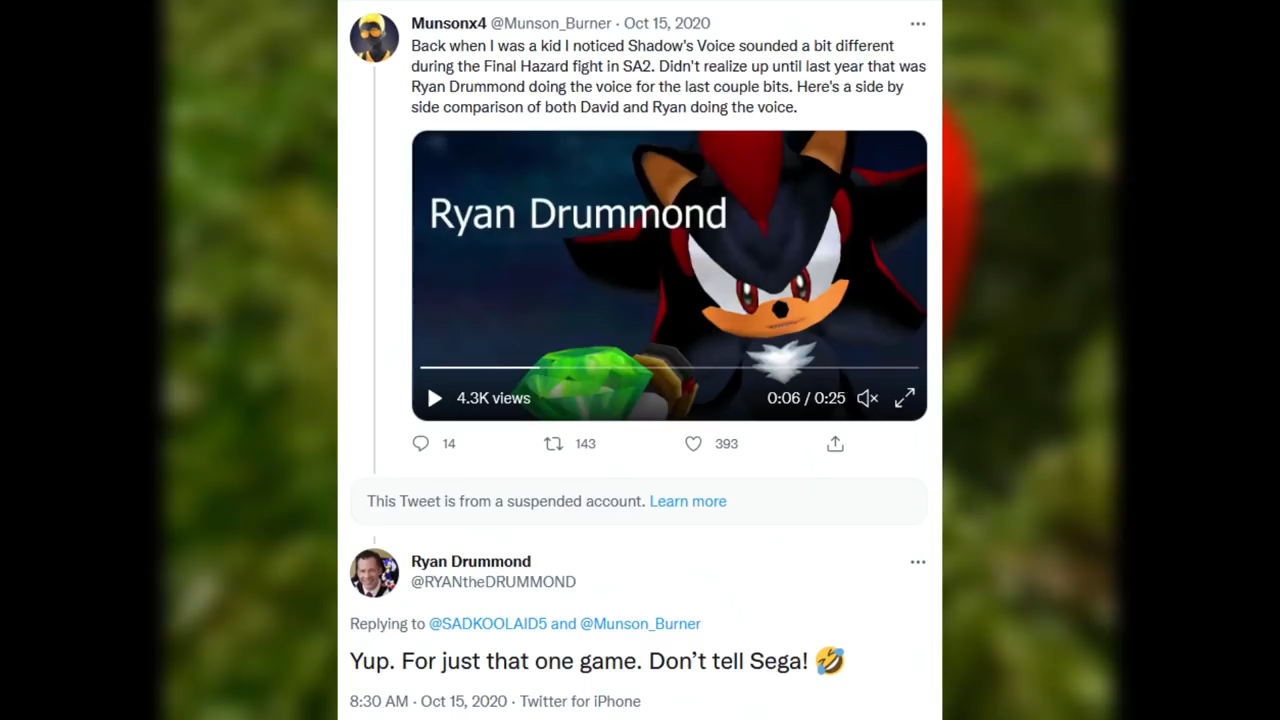 Munsonx4 @Munson_Burner · Oct 15, 2020
Back when I was a kid I noticed Shadow's Voice sounded a bit different
during the Final Hazard fight in SA2. Didn't realize up until last year that was
Ryan Drummond doing the voice for the last couple bits. Here's a side by
side comparison of both David and Ryan doing the voice.
Ryan Drummond
4.3K views
0:06 / 0:25
14
143
393
This Tweet is from a suspended account. Learn more
Ryan Drummond
@RYANtheDRUMMOND
Replying to @SADKOOLAID5 and @Munson_Burner
Yup. For just that one game. Don’t tell Sega! 🤣
8:30 AM · Oct 15, 2020 · Twitter for iPhone